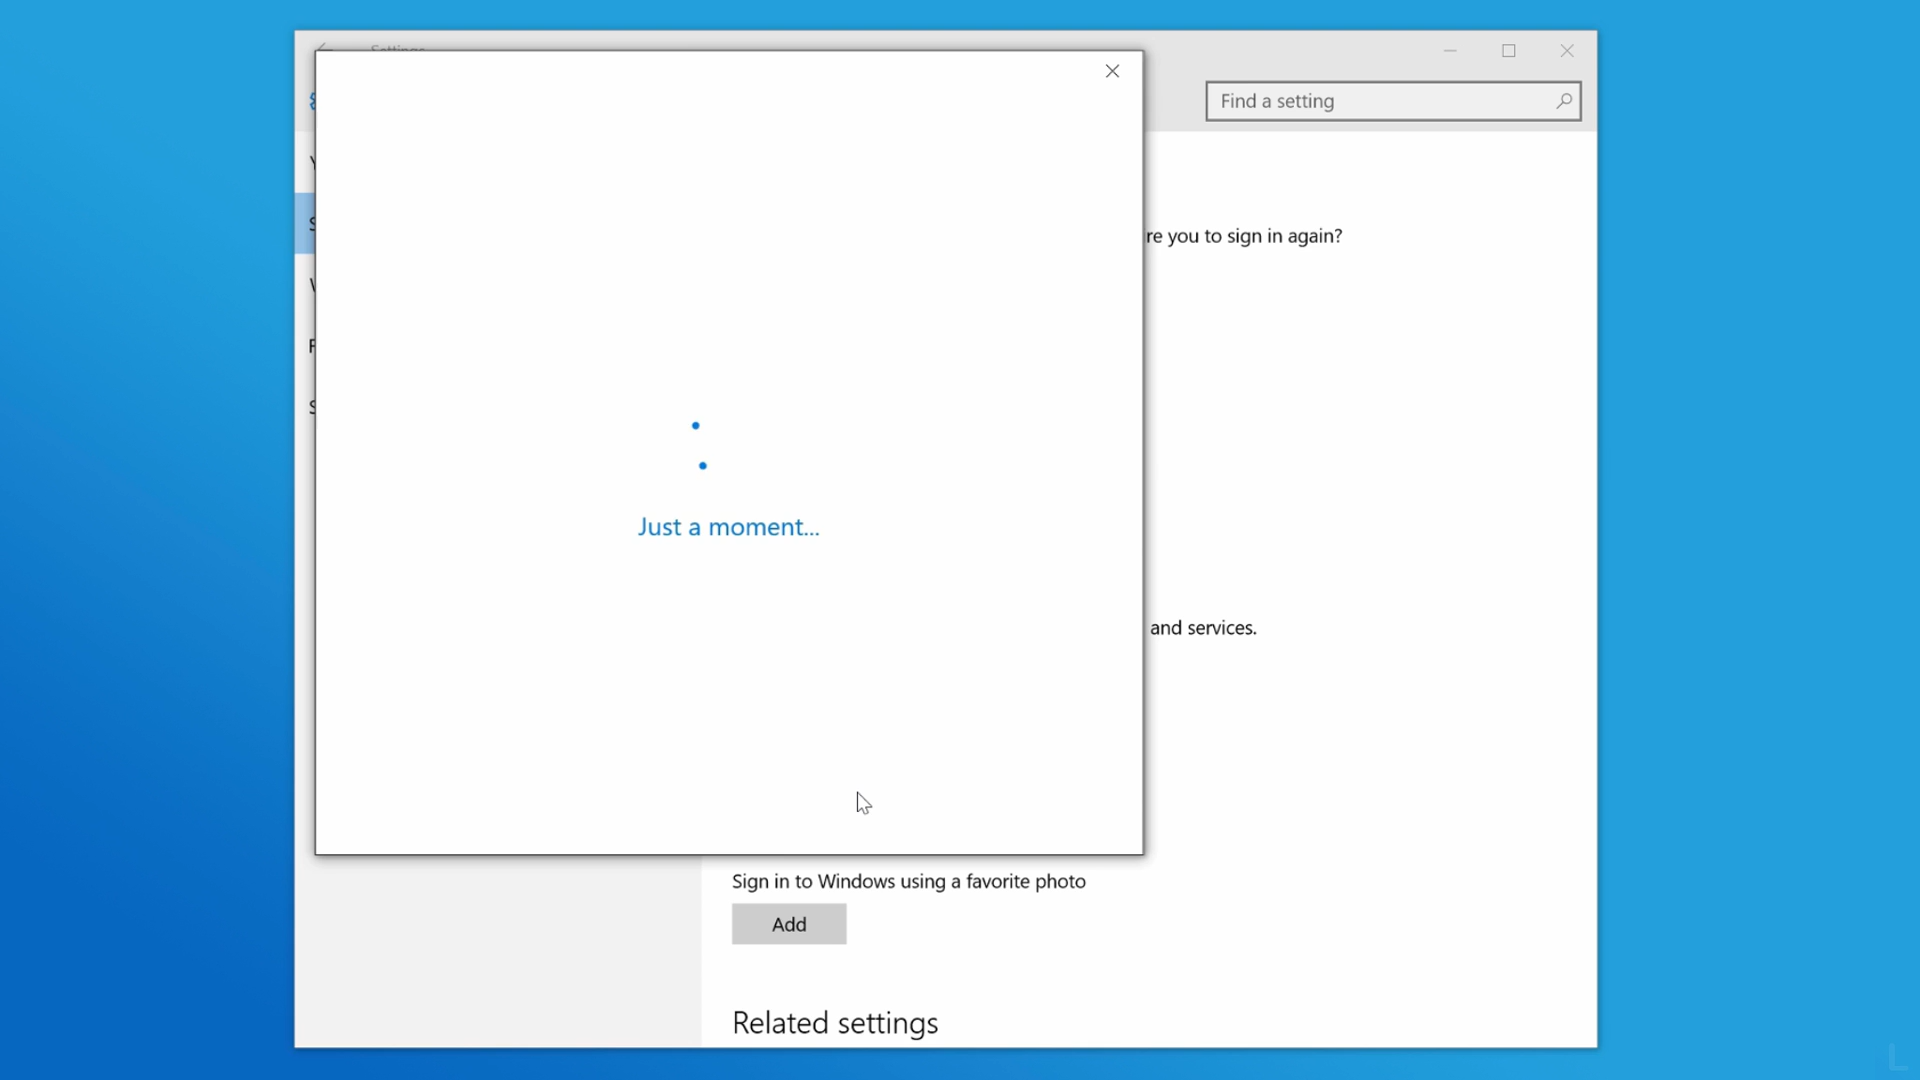 Settings
Find a setting
re you to sign in again?
Just a moment...
and services.
Sign in to Windows using a favorite photo
Add
Related settings